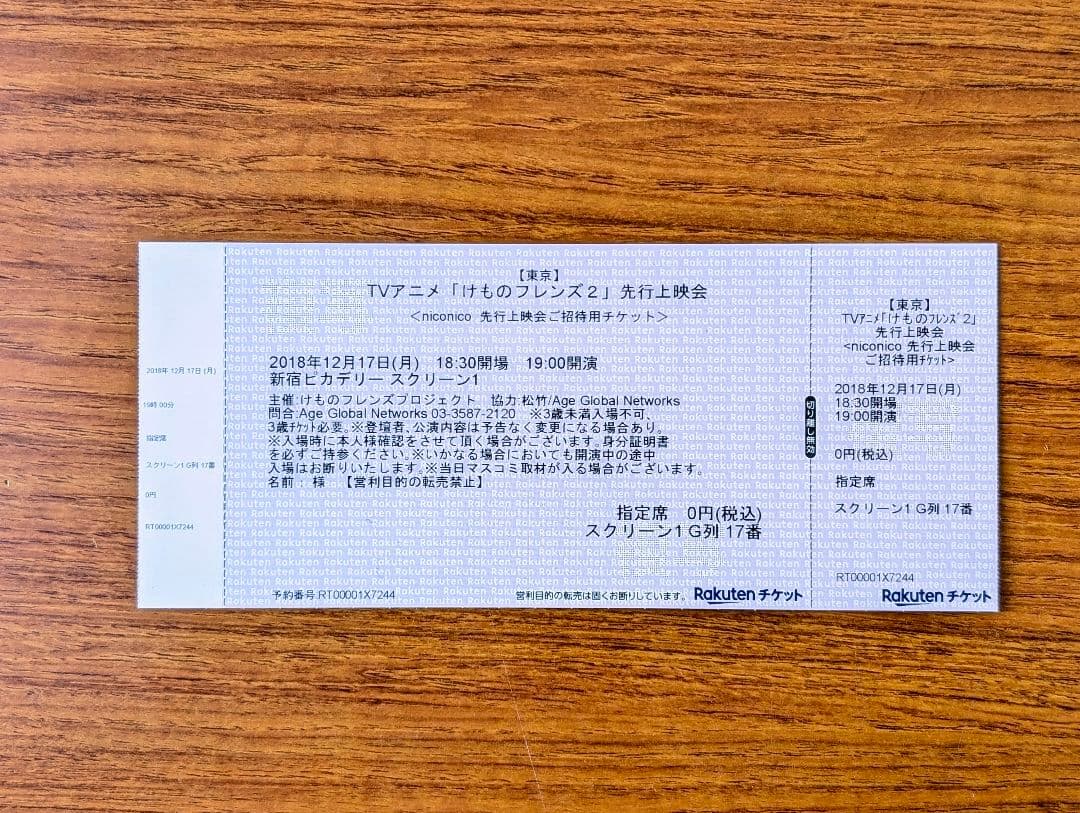 2018年 12月 17日 (月)
19時 00分
指定席
スクリーン1 G列 17番
0円
RT00001X7244
【東京】
TVアニメ「けものフレンズ2」先行上映会
<niconico 先行上映会ご招待用チケット>
2018年12月17日(月) 18:30開場 19:00開演
新宿ピカデリー スクリーン1
主催:けものフレンズプロジェクト 協力:松竹/Age Global Networks
問合:Age Global Networks 03-3587-2120 ※3歳未満入場不可、
3歳ﾁｹｯﾄ必要。※登壇者、公演内容は予告なく変更になる場合あり。
※入場時に本人様確認をさせて頂く場合がございます。身分証明書
を必ずご持参ください。※いかなる場合においても開演中の途中
入場はお断りいたします。※当日マスコミ取材が入る場合がございます。
名前: 様 【営利目的の転売禁止】
指定席 0円(税込)
スクリーン1 G列 17番
予約番号:RT00001X7244
営利目的の転売は固くお断りしています。
Rakuten チケット
切り離し無効
【東京】
TVｱﾆﾒ「けものﾌﾚﾝｽﾞ2」
先行上映会
<niconico 先行上映会
ご招待用ﾁｹｯﾄ>
2018年12月17日(月)
18:30開場
19:00開演
0円(税込)
指定席
スクリーン1 G列 17番
RT00001X7244
Rakuten チケット